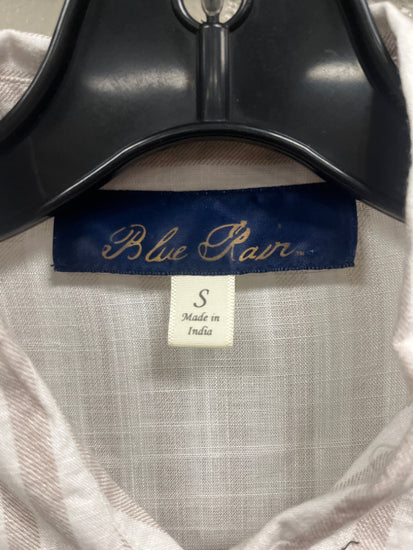 Blue Rain
S
Made in
India